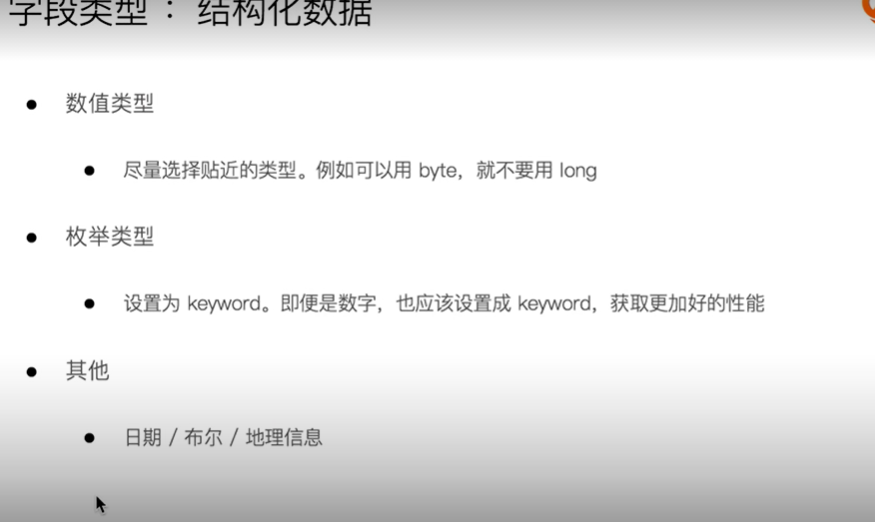 字段类型 : 结构化数据
● 数值类型
● 尽量选择贴近的类型。例如可以用 byte，就不要用 long
● 枚举类型
● 设置为 keyword。即便是数字，也应该设置成 keyword，获取更加好的性能
● 其他
● 日期 / 布尔 / 地理信息